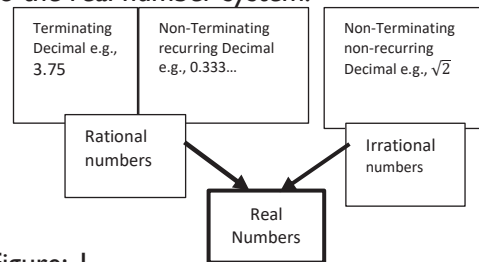 the real number system.
Terminating
Decimal e.g.,
3.75
Non-Terminating
recurring Decimal
e.g., 0.333…
Non-Terminating
non-recurring
Decimal e.g., √2
Rational
numbers
Irrational
numbers
Real
Numbers